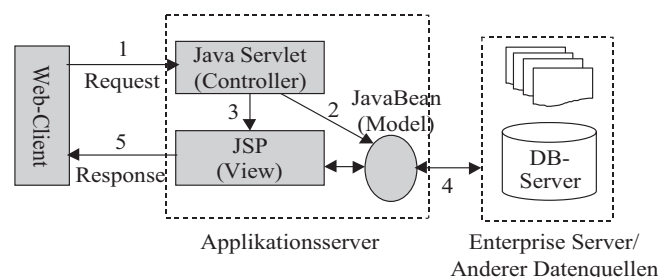 Web-Client
1
Request
5
Response
Java Servlet
(Controller)
3
2
JSP
(View)
JavaBean
(Model)
4
DB-
Server
Applikationsserver
Enterprise Server/
Anderer Datenquellen